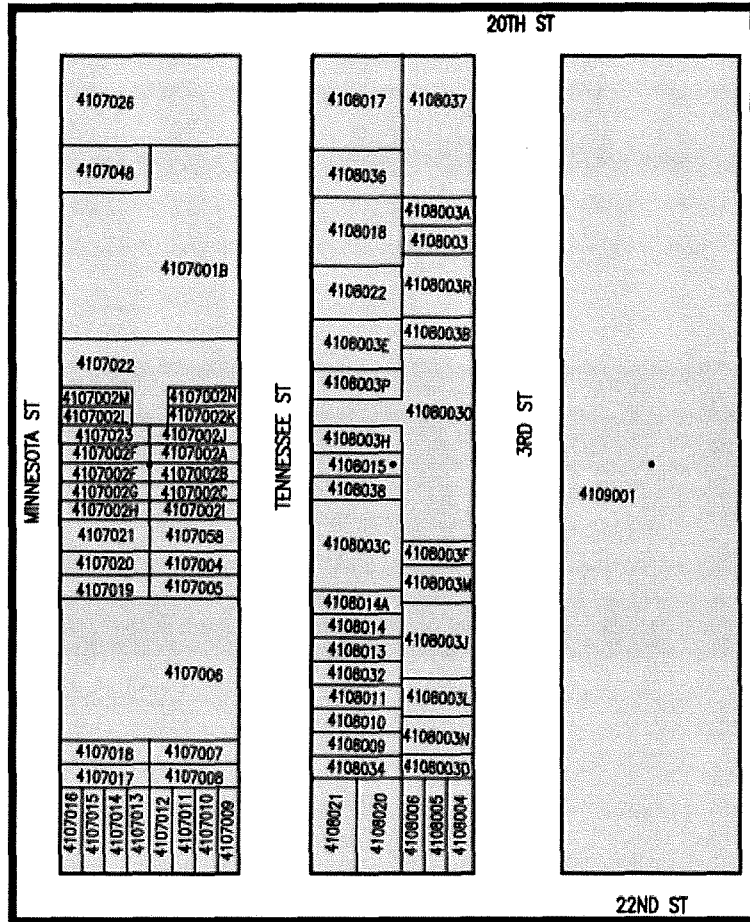 20TH ST
4107026
4107048
4107001B
4107022
4107002M
4107002N
4107002L
4107002K
4107023
4107002J
4107002F
4107002A
4107002F
4107002B
4107002G
4107002C
4107002H
4107002I
4107021
4107058
4107020
4107004
4107019
4107005
4107006
4107018
4107007
4107017
4107008
4107016
4107015
4107014
4107013
4107012
4107011
4107010
4107009
MINNESOTA ST
TENNESSEE ST
4108017
4108037
4108036
4108003A
4108018
4108003
4108003R
4108022
4108003B
4108003E
4108003P
4108003O
4108003H
4108015
4108038
4108003C
4108003F
4108003M
4108014A
4108014
4108003J
4108013
4108032
4108011
4108003L
4108010
4108009
4108003N
4108034
4108003D
4108021
4108020
4108006
4108005
4108004
3RD ST
4109001
22ND ST